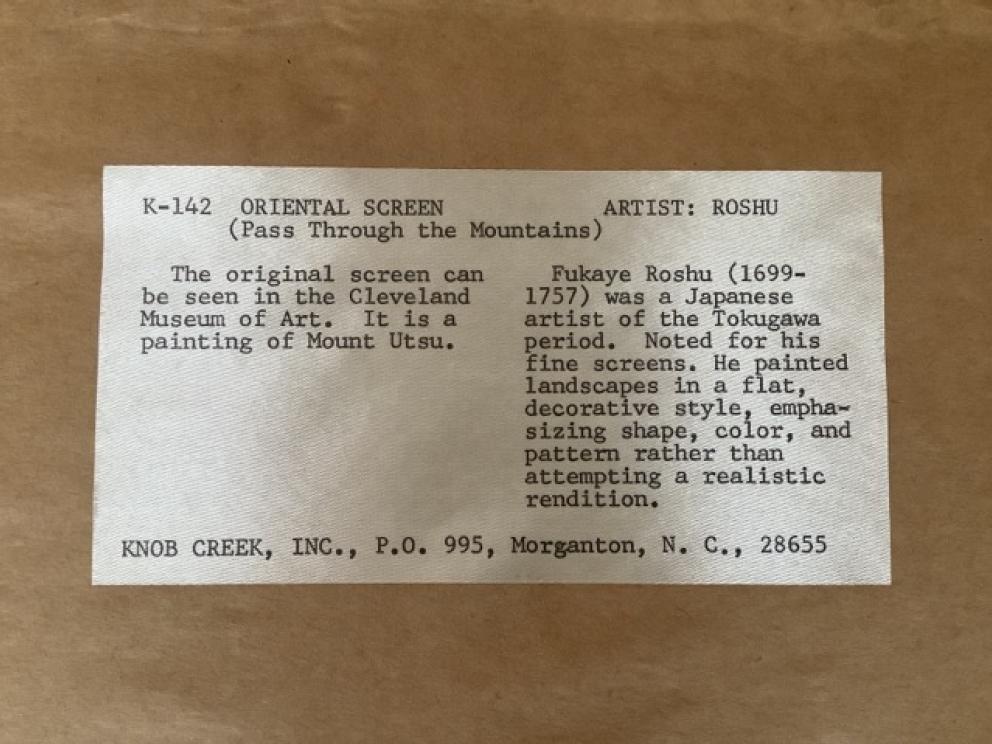 K-142 ORIENTAL SCREEN ARTIST: ROSHU
(Pass Through the Mountains)
The original screen can
be seen in the Cleveland
Museum of Art. It is a
painting of Mount Utsu.
Fukaye Roshu (1699-
1757) was a Japanese
artist of the Tokugawa
period. Noted for his
fine screens. He painted
landscapes in a flat,
decorative style, empha-
sizing shape, color, and
pattern rather than
attempting a realistic
rendition.
KNOB CREEK, INC., P.O. 995, Morganton, N. C., 28655